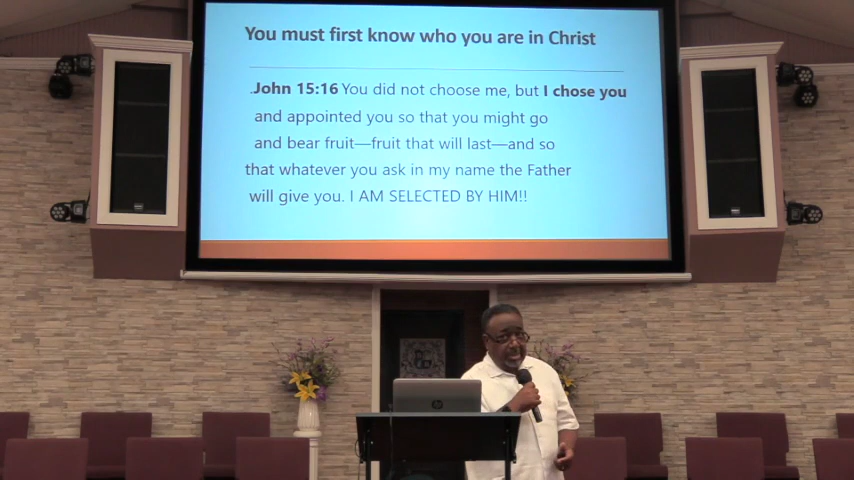 You must first know who you are in Christ
.John 15:16 You did not choose me, but I chose you
and appointed you so that you might go
and bear fruit—fruit that will last—and so
that whatever you ask in my name the Father
will give you. I AM SELECTED BY HIM!!
hp